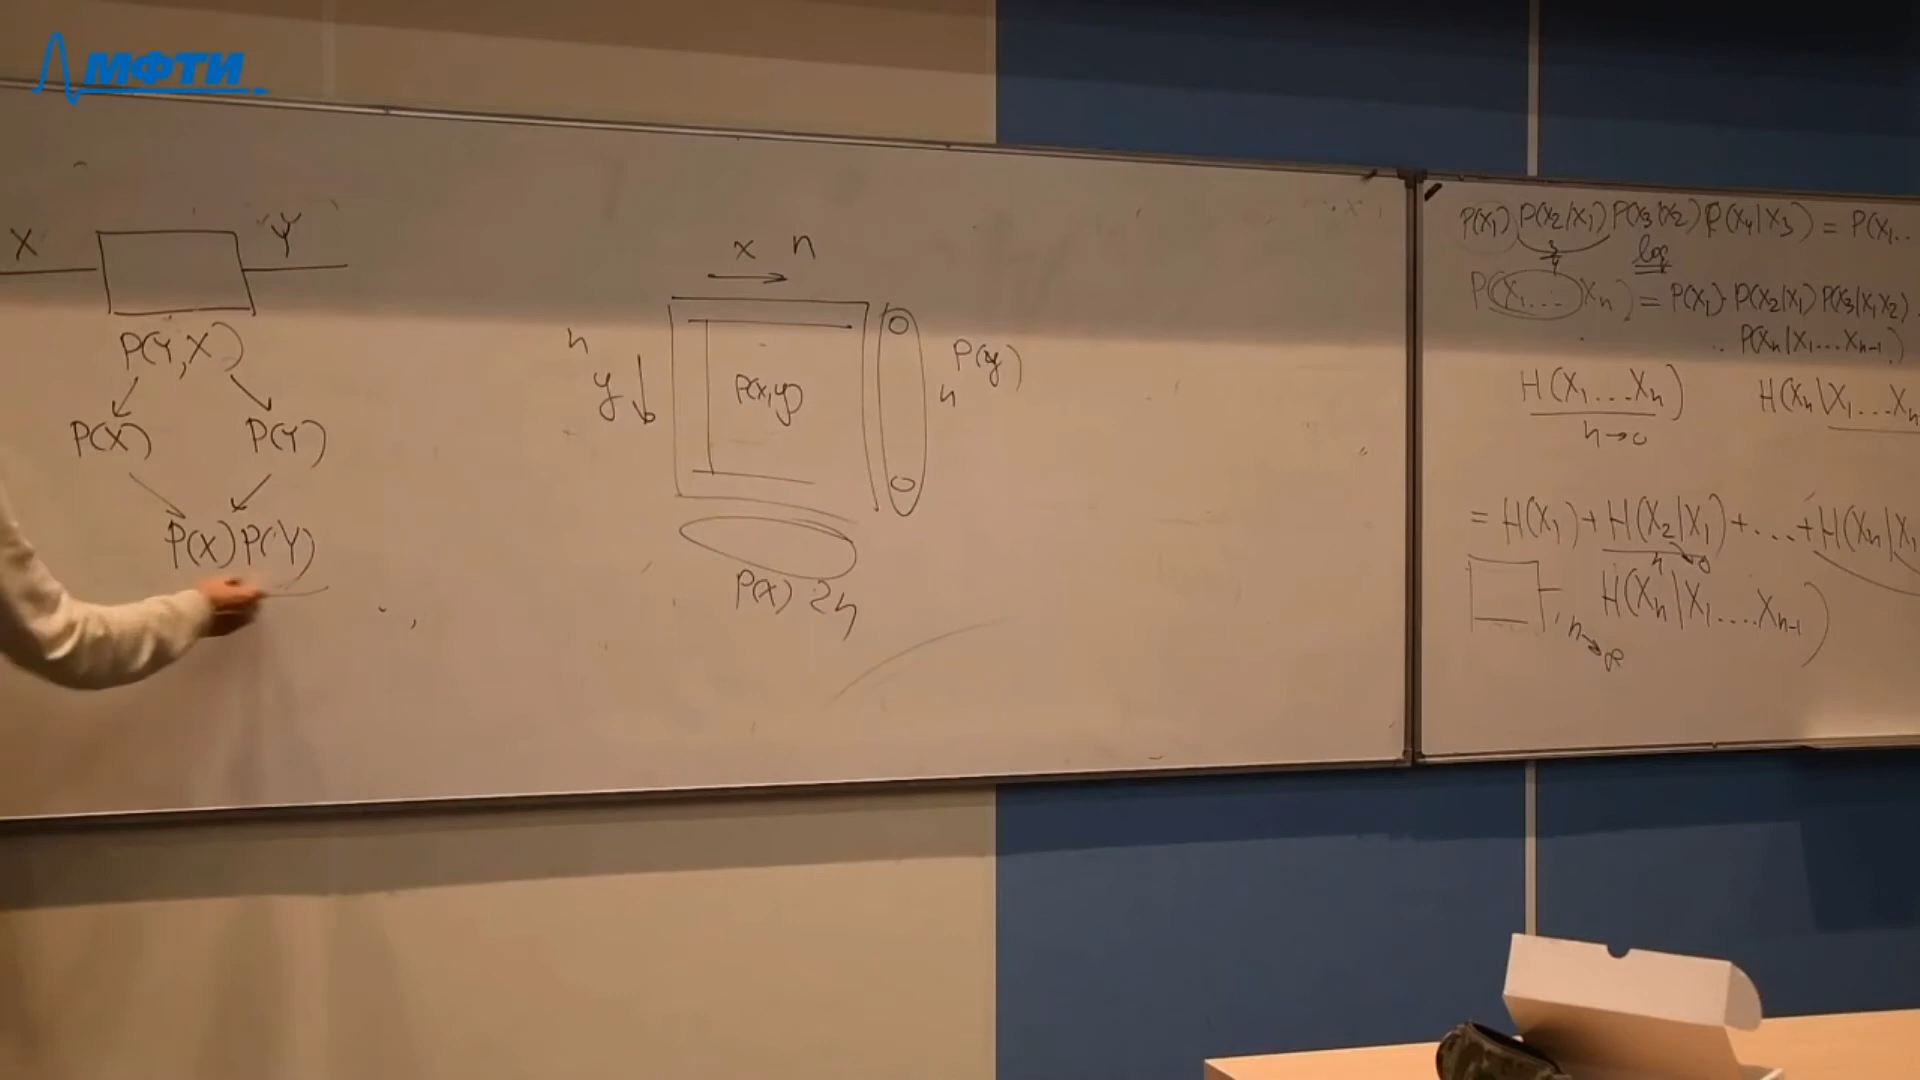 МФТИ
X Y
P(Y,X)
P(X) P(Y)
P(X)P(Y)
x n
n
y
P(x,y)
P(y)
n
P(X) 2n
P(X₁) P(X₂|X₁) P(X₃|X₂) P(X₄|X₃) = P(X₁..
log
P(X₁... Xₙ) = P(X₁) P(X₂|X₁) P(X₃|X₁X₂)
.. P(Xₙ|X₁...Xₙ₋₁)
H(X₁...Xₙ) H(Xₙ|X₁...Xₙ
= H(X₁) + H(X₂|X₁) + ... + H(Xₙ|X₁
H(Xₙ|X₁....Xₙ₋₁)
n→∞